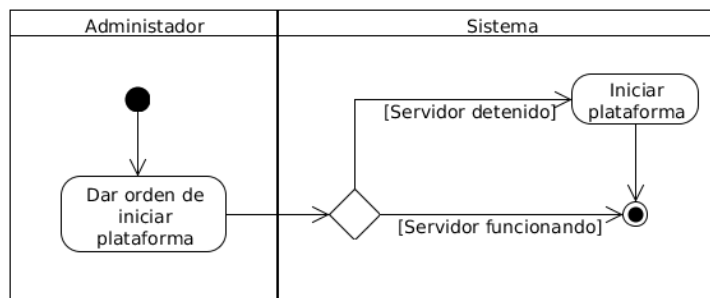 Administador
Sistema
Iniciar
plataforma
[Servidor detenido]
Dar orden de
iniciar
plataforma
[Servidor funcionando]